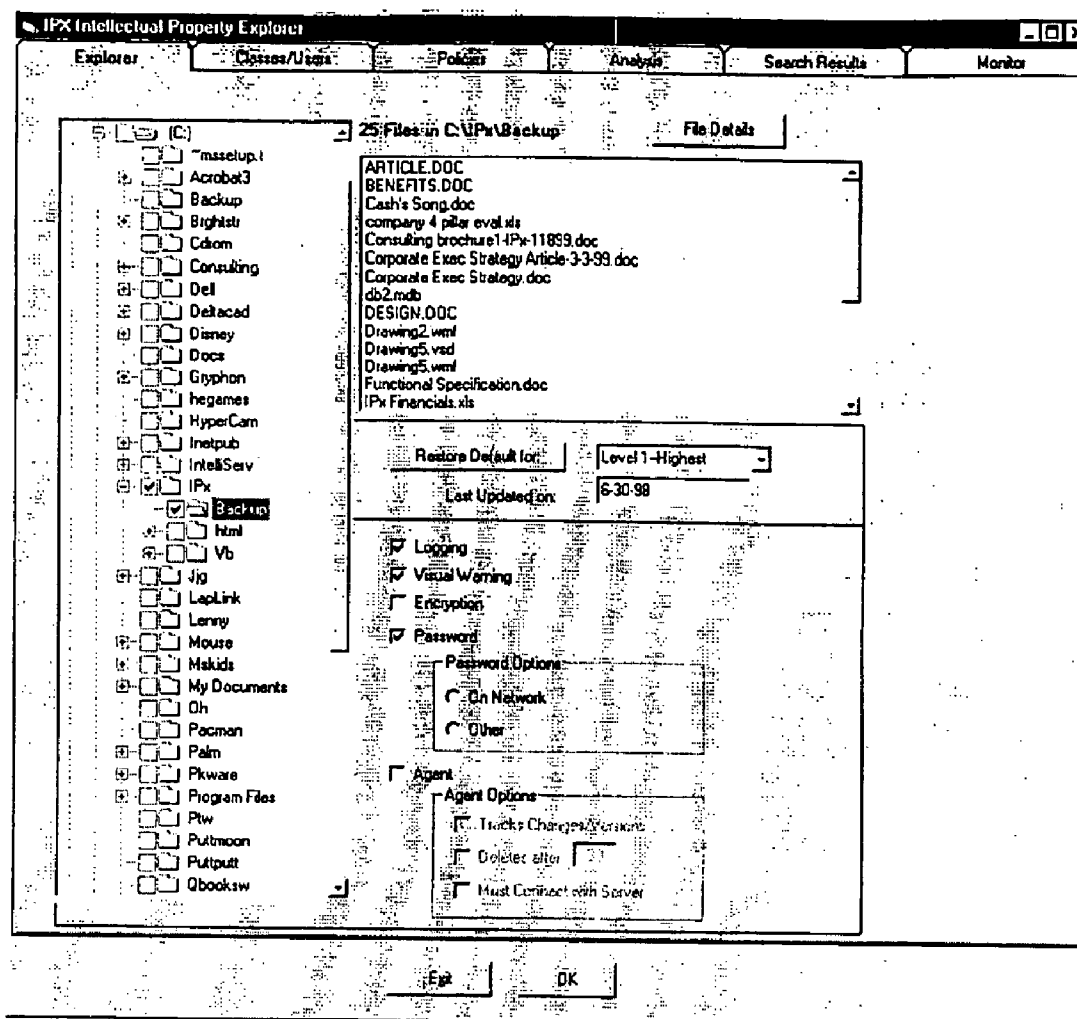 IPX Intellectual Property Explorer
Explorer Classes/Users Policies Analysis Search Results Monitor
25 Files in C:\IPx\Backup File Details
(C:)
~mssetup.t
Acrobat3
Backup
Brghtstr
Cdrom
Consulting
Dell
Deltacad
Disney
Docs
Gryphon
hegames
HyperCam
Inetpub
IntelliServ
IPx
Backup
html
Vb
Jig
LapLink
Lenny
Mouse
Mskids
My Documents
Oh
Pacman
Palm
Pkware
Program Files
Ptw
Puttmoon
Puttputt
Qbooksw
ARTICLE.DOC
BENEFITS.DOC
Cash's Song.doc
company 4 pillar eval.xls
Consulting brochure1-IPx-11899.doc
Corporate Exec Strategy Article-3-3-99.doc
Corporate Exec Strategy.doc
db2.mdb
DESIGN.DOC
Drawing2.wmf
Drawing5.vsd
Drawing5.wmf
Functional Specification.doc
IPx Financials.xls
Restore Default for: Level 1--Highest
Last Updated on: 6-30-98
Logging
Visual Warning
Encryption
Password
Password Options
On Network
Other
Agent
Agent Options
Tracks Changes/Versions
Deletes after
Must Connect with Server
Exit OK